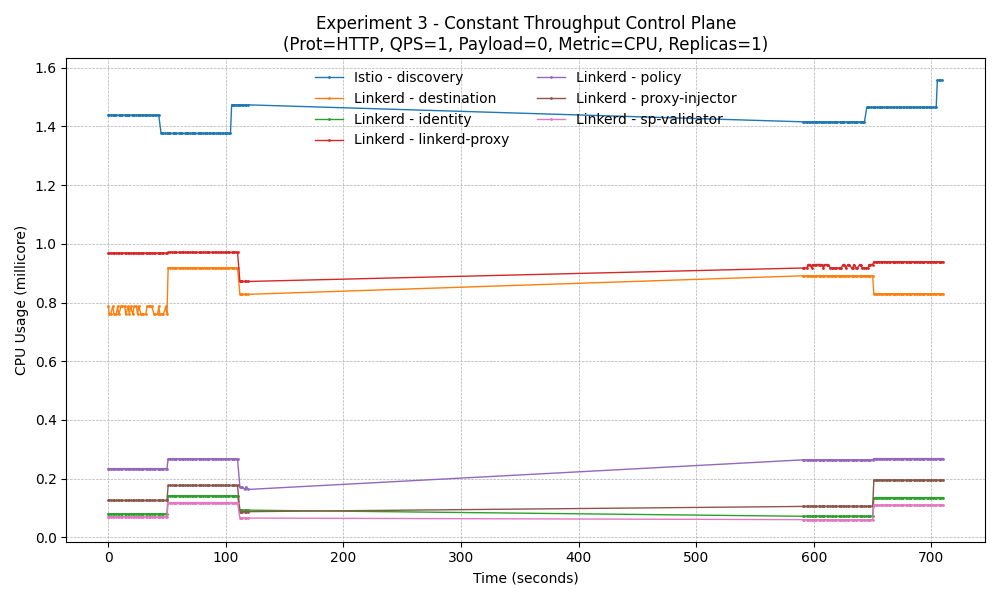 Experiment 3 - Constant Throughput Control Plane
(Prot=HTTP, QPS=1, Payload=0, Metric=CPU, Replicas=1)
Istio - discovery
Linkerd - destination
Linkerd - identity
Linkerd - linkerd-proxy
Linkerd - policy
Linkerd - proxy-injector
Linkerd - sp-validator
CPU Usage (millicore)
1.6
1.4
1.2
1.0
0.8
0.6
0.4
0.2
0.0
0 100 200 300 400 500 600 700
Time (seconds)